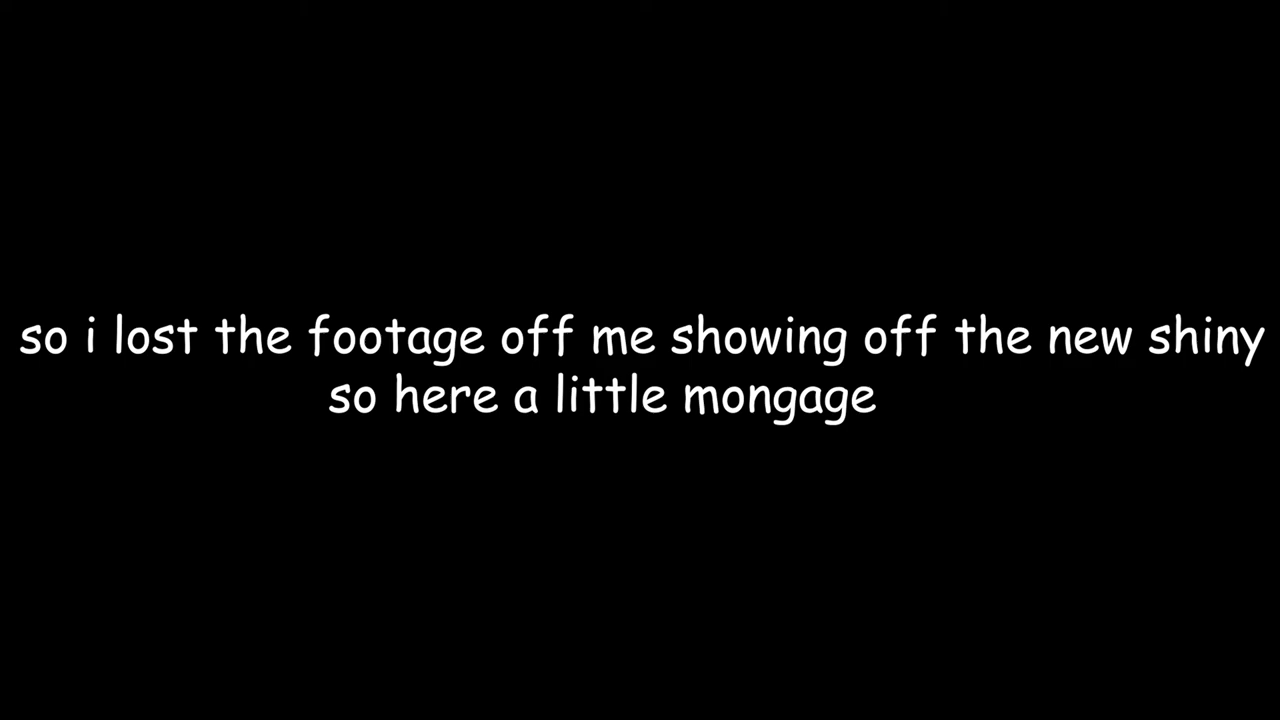 so i lost the footage off me showing off the new shiny
so here a little mongage